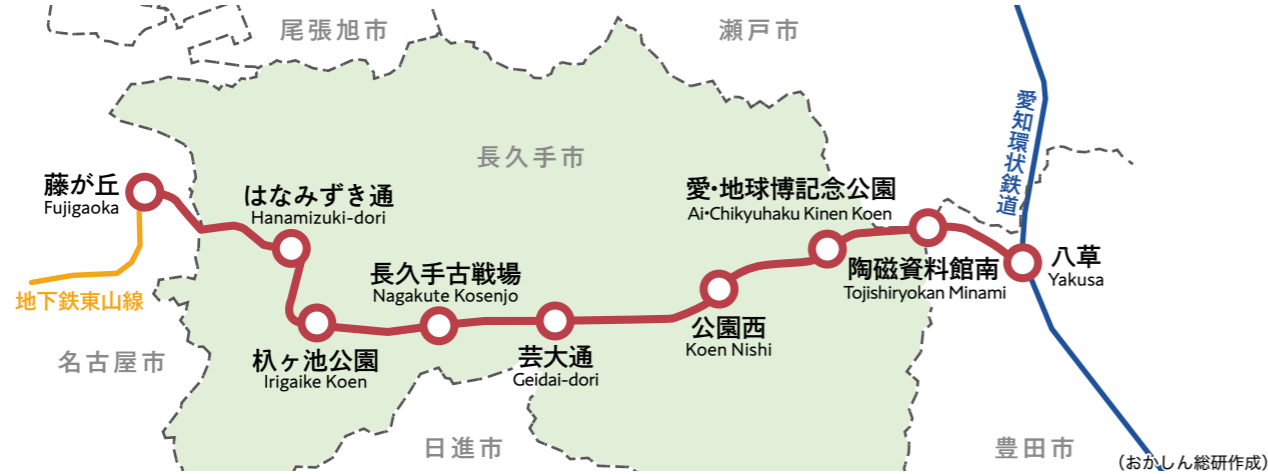 尾張旭市
瀬戸市
長久手市
藤が丘
Fujigaoka
はなみずき通
Hanamizuki-dori
愛・地球博記念公園
Ai•Chikyuhaku Kinen Koen
愛知環状鉄道
地下鉄東山線
長久手古戦場
Nagakute Kosenjo
陶磁資料館南
Tojishiryokan Minami
八草
Yakusa
名古屋市
杁ヶ池公園
Irigaike Koen
芸大通
Geidai-dori
公園西
Koen Nishi
日進市
豊田市
(おかしん総研作成)